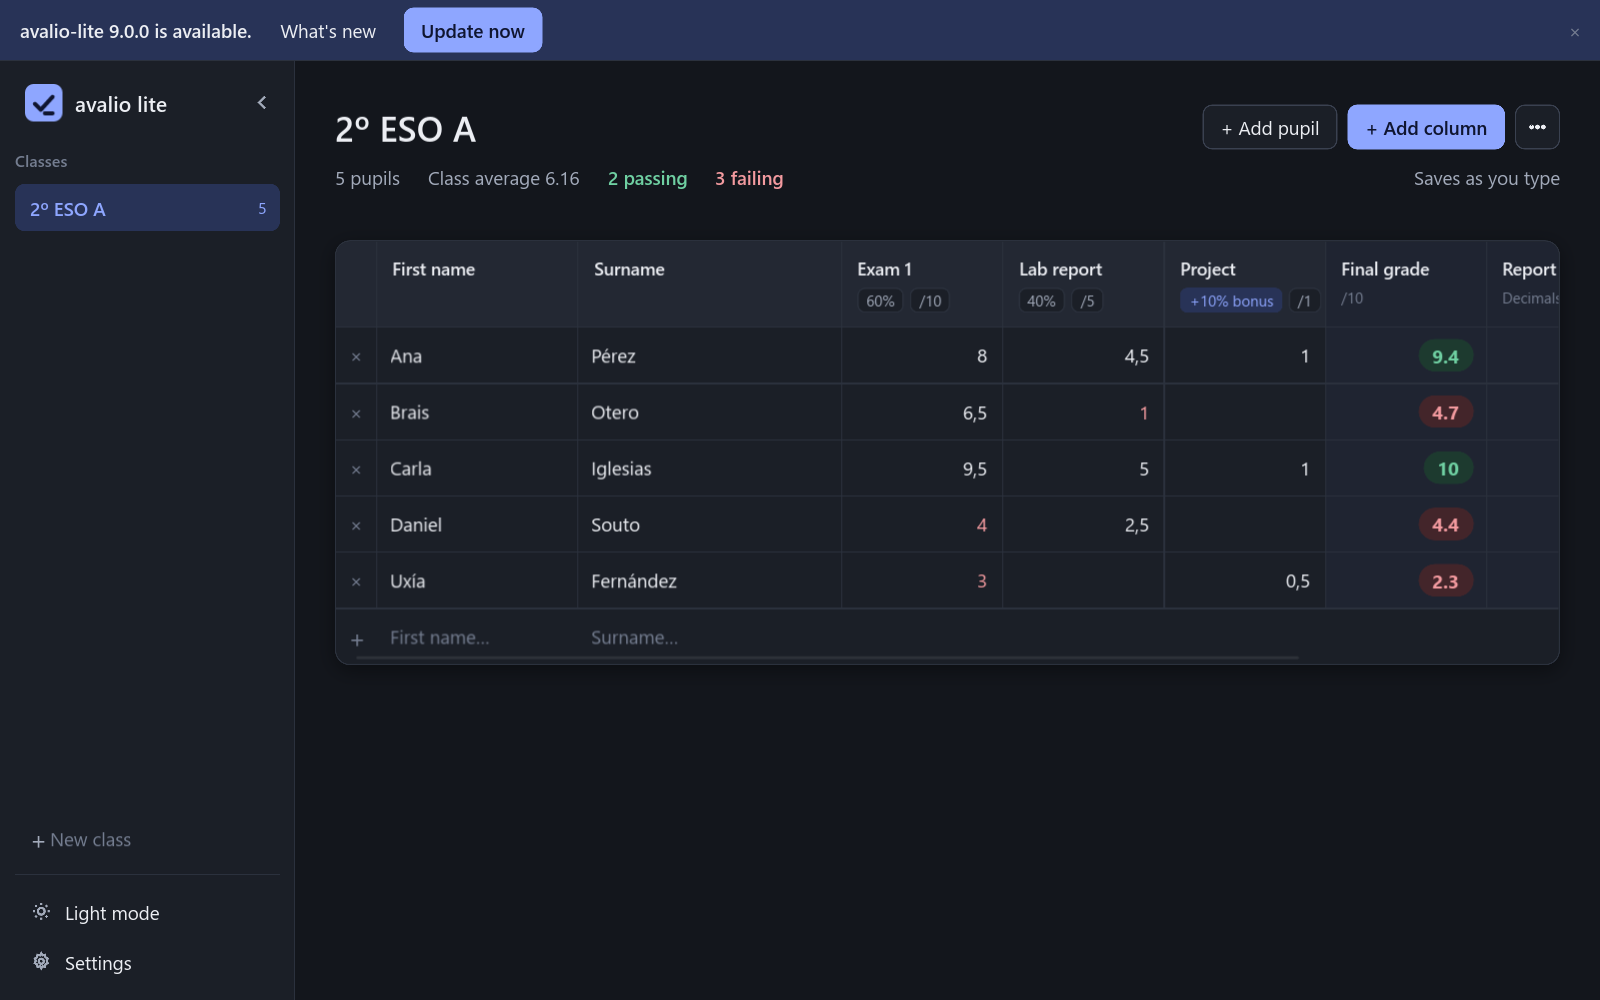 avalio-lite 9.0.0 is available. What's new Update now ×
avalio lite
Classes
2º ESO A 5
+ New class
Light mode
Settings
2º ESO A
+ Add pupil
+ Add column
5 pupils Class average 6.16 2 passing 3 failing Saves as you type
First name Surname Exam 1 Lab report Project Final grade Report
60% /10 40% /5 +10% bonus /1 /10 Decimals
× Ana Pérez 8 4,5 1 9.4
× Brais Otero 6,5 1 4.7
× Carla Iglesias 9,5 5 1 10
× Daniel Souto 4 2,5 4.4
× Uxía Fernández 3 0,5 2.3
+ First name... Surname...